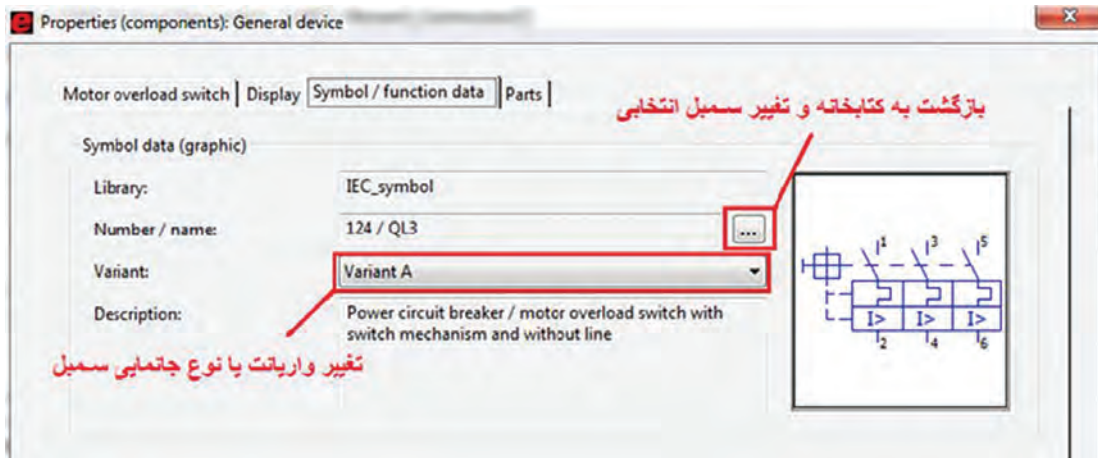 Properties (components): General device
Motor overload switch Display Symbol / function data Parts
بازگشت به کتابخانه و تغییر سمبل انتخابی
Symbol data (graphic)
Library: IEC_symbol
Number / name: 124 / QL3 ...
Variant: Variant A
Description: Power circuit breaker / motor overload switch with
switch mechanism and without line
تغییر واریانت یا نوع جانمایی سمبل
1 3 5
I> I> I>
2 4 6